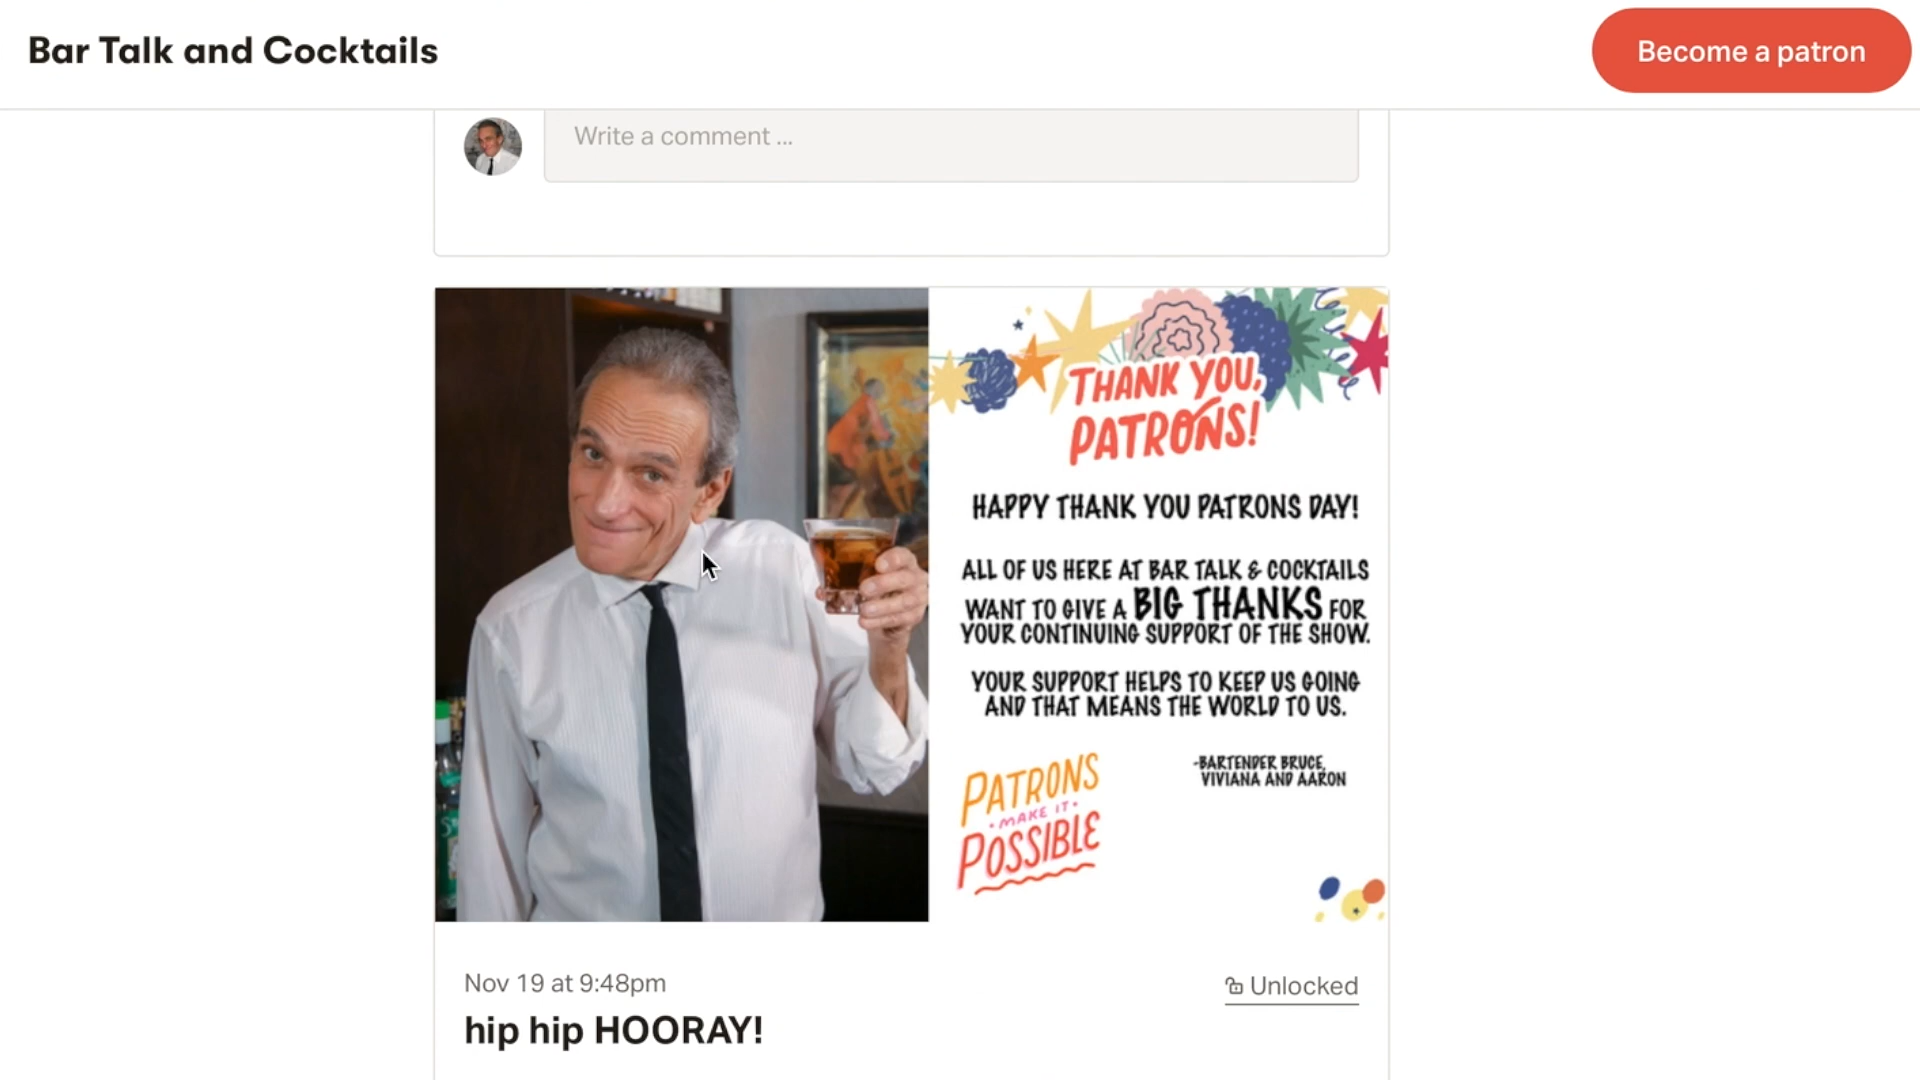 Bar Talk and Cocktails
Become a patron
Write a comment ...
THANK YOU,
PATRONS!
HAPPY THANK YOU PATRONS DAY!
ALL OF US HERE AT BAR TALK & COCKTAILS
WANT TO GIVE A BIG THANKS FOR
YOUR CONTINUING SUPPORT OF THE SHOW.
YOUR SUPPORT HELPS TO KEEP US GOING
AND THAT MEANS THE WORLD TO US.
PATRONS
• MAKE IT •
POSSIBLE
-BARTENDER BRUCE,
VIVIANA AND AARON
Nov 19 at 9:48pm
Unlocked
hip hip HOORAY!